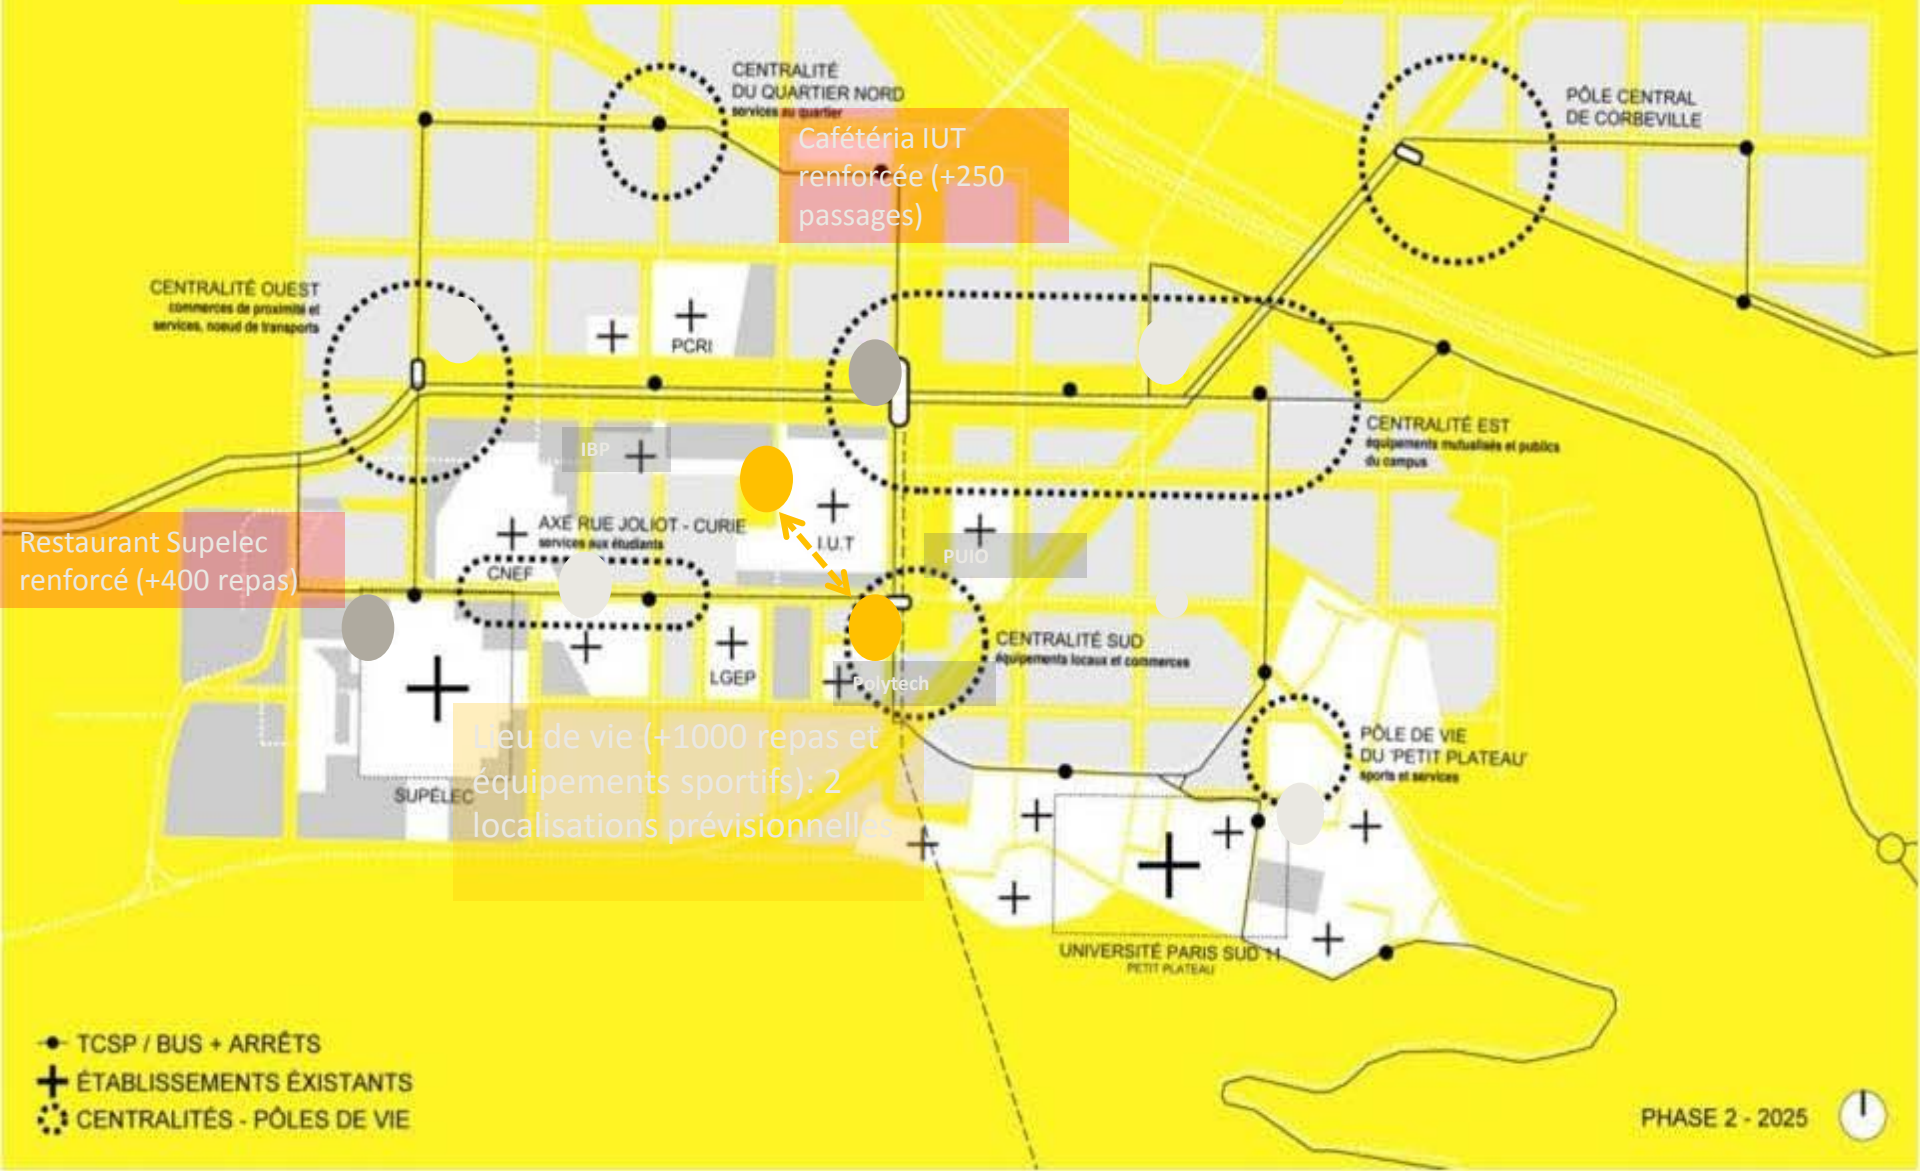 CENTRALITÉ
DU QUARTIER NORD
services au quartier
PÔLE CENTRAL
DE CORBEVILLE
Cafétéria IUT
renforcée (+250
passages)
CENTRALITÉ OUEST
commerces de proximité et
services, noeud de transports
PCRI
CENTRALITÉ EST
équipements mutualisés et publics
du campus
IBP
AXE RUE JOLIOT - CURIE
services aux étudiants
I.U.T
PUIO
Restaurant Supelec
renforcé (+400 repas)
CNEF
CENTRALITÉ SUD
équipements locaux et commerces
LGEP
Polytech
Lieu de vie (+1000 repas et
équipements sportifs): 2
localisations prévisionnelles
PÔLE DE VIE
DU 'PETIT PLATEAU'
sports et services
SUPÉLEC
UNIVERSITÉ PARIS SUD 11
PETIT PLATEAU
TCSP / BUS + ARRÊTS
ÉTABLISSEMENTS ÉXISTANTS
CENTRALITÉS - PÔLES DE VIE
PHASE 2 - 2025